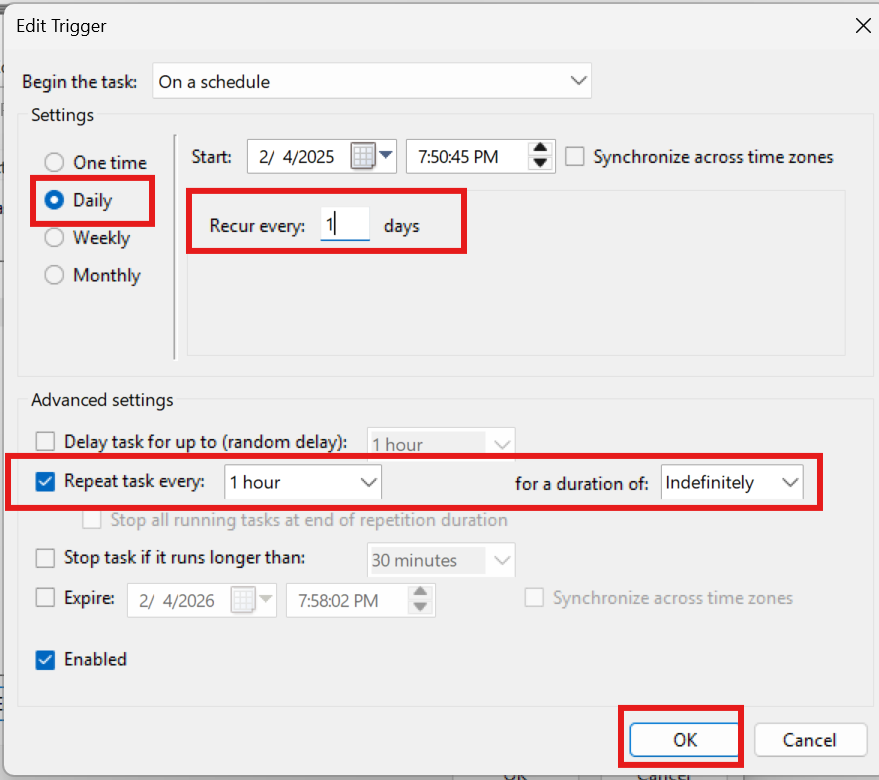 Edit Trigger
Begin the task: On a schedule
Settings
One time
Daily
Weekly
Monthly
Start: 2/ 4/2025 7:50:45 PM Synchronize across time zones
Recur every: 1 days
Advanced settings
Delay task for up to (random delay): 1 hour
Repeat task every: 1 hour for a duration of: Indefinitely
Stop all running tasks at end of repetition duration
Stop task if it runs longer than: 30 minutes
Expire: 2/ 4/2026 7:58:02 PM Synchronize across time zones
Enabled
OK Cancel
OK Cancel